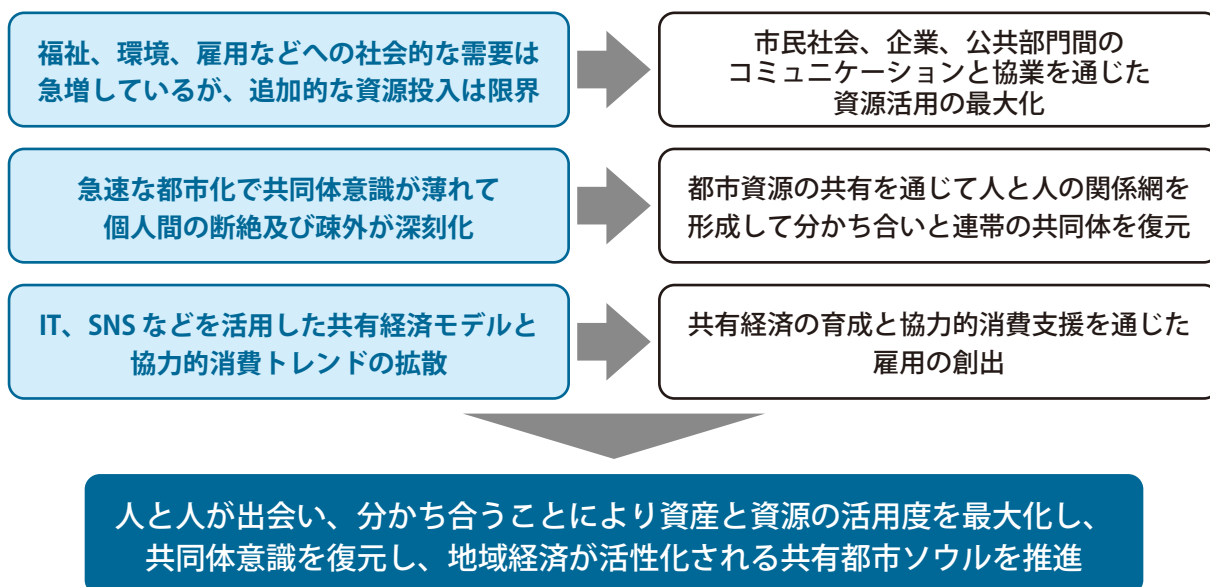 福祉、環境、雇用などへの社会的な需要は
急増しているが、追加的な資源投入は限界
市民社会、企業、公共部門間の
コミュニケーションと協業を通じた
資源活用の最大化
急速な都市化で共同体意識が薄れて
個人間の断絶及び疎外が深刻化
都市資源の共有を通じて人と人の関係網を
形成して分かち合いと連帯の共同体を復元
IT、SNS などを活用した共有経済モデルと
協力的消費トレンドの拡散
共有経済の育成と協力的消費支援を通じた
雇用の創出
人と人が出会い、分かち合うことにより資産と資源の活用度を最大化し、
共同体意識を復元し、地域経済が活性化される共有都市ソウルを推進